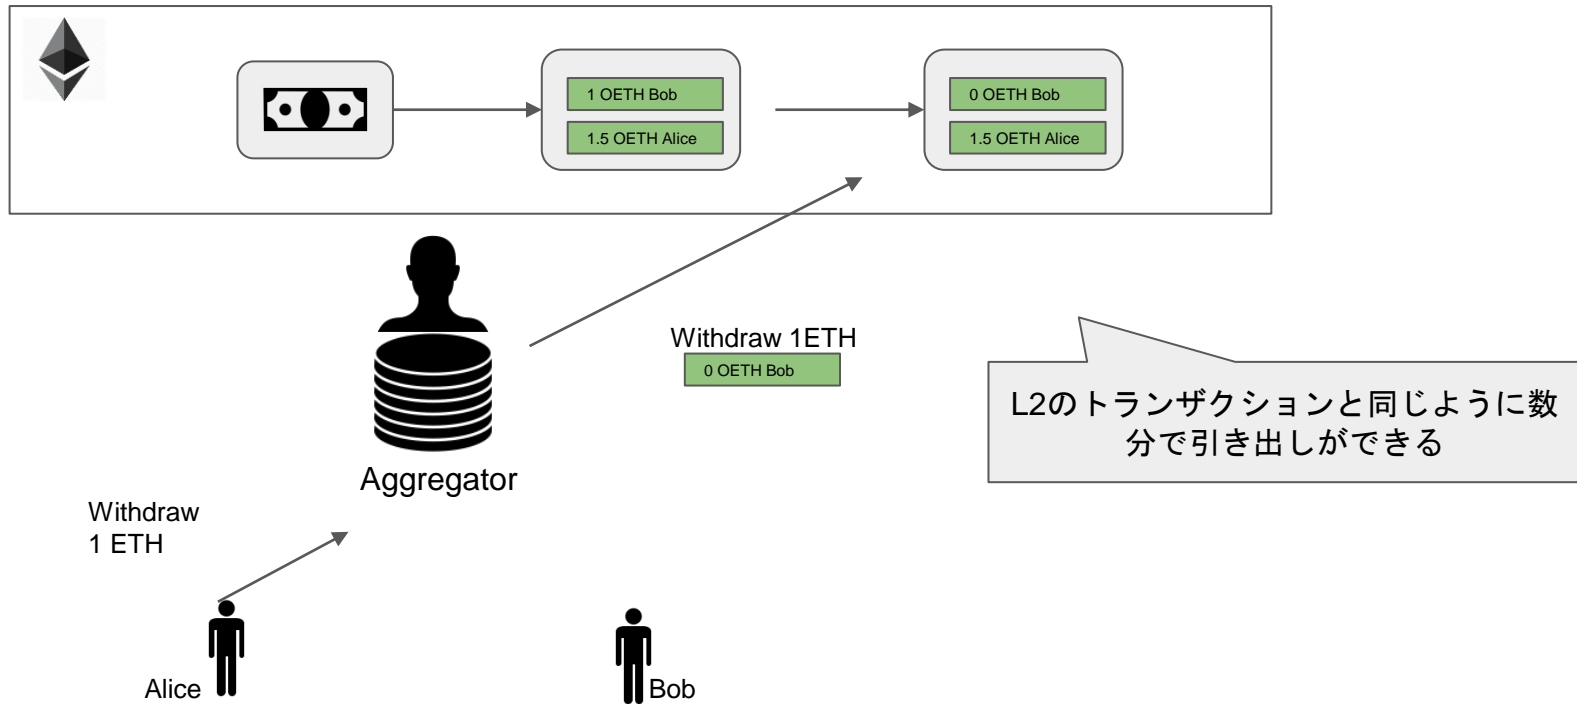 1 OETH Bob
1.5 OETH Alice
0 OETH Bob
1.5 OETH Alice
Withdraw 1ETH
0 OETH Bob
L2のトランザクションと同じように数
分で引き出しができる
Aggregator
Withdraw
1 ETH
Alice
Bob